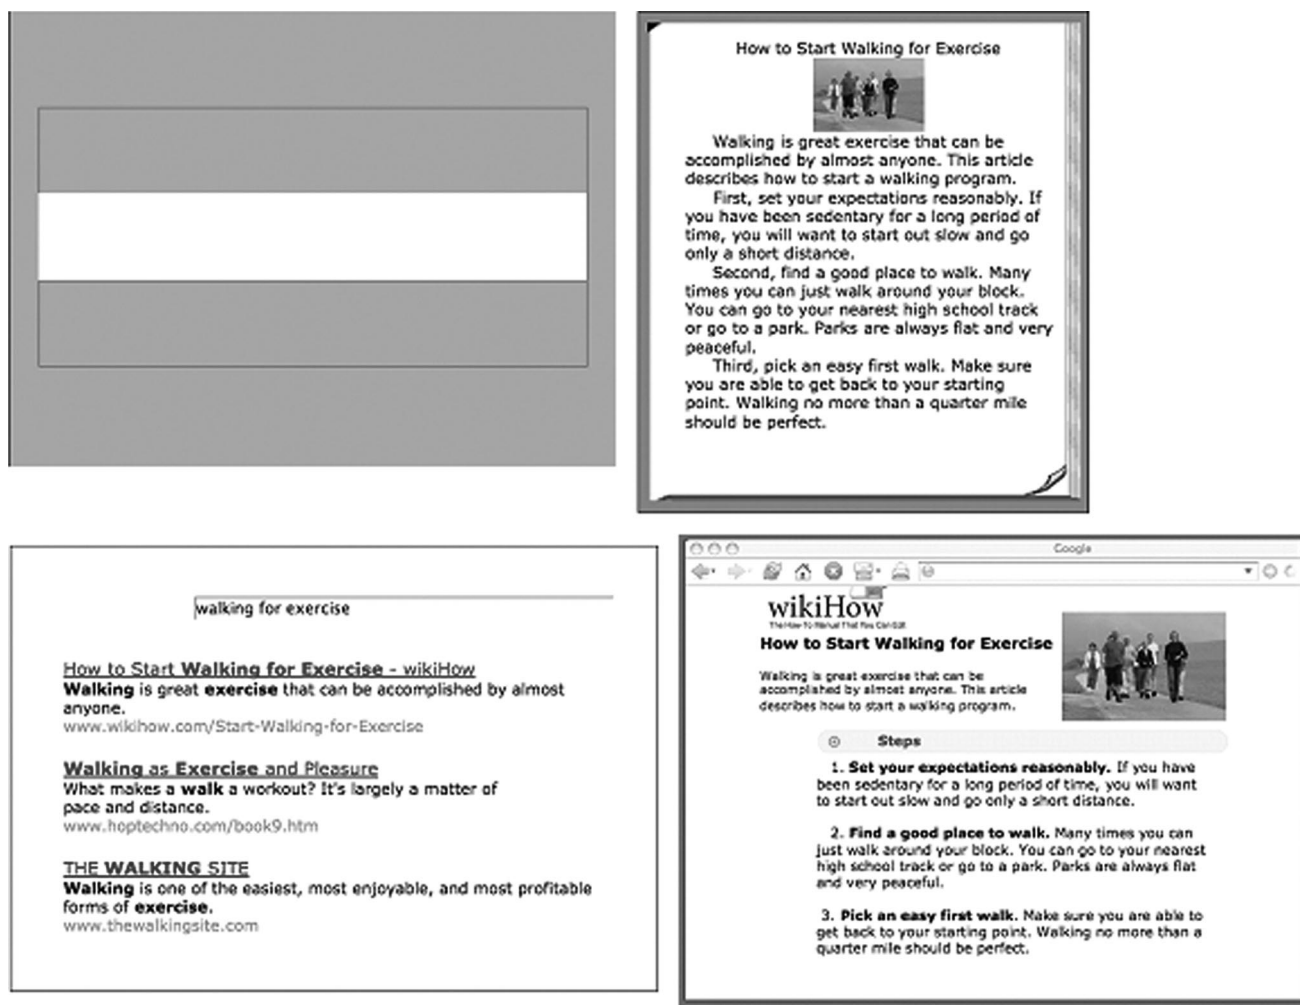 How to Start Walking for Exercise
Walking is great exercise that can be
accomplished by almost anyone. This article
describes how to start a walking program.
First, set your expectations reasonably. If
you have been sedentary for a long period of
time, you will want to start out slow and go
only a short distance.
Second, find a good place to walk. Many
times you can just walk around your block.
You can go to your nearest high school track
or go to a park. Parks are always flat and very
peaceful.
Third, pick an easy first walk. Make sure
you are able to get back to your starting
point. Walking no more than a quarter mile
should be perfect.
walking for exercise
How to Start Walking for Exercise - wikiHow
Walking is great exercise that can be accomplished by almost
anyone.
www.wikihow.com/Start-Walking-for-Exercise
Walking as Exercise and Pleasure
What makes a walk a workout? It's largely a matter of
pace and distance.
www.hoptechno.com/book9.htm
THE WALKING SITE
Walking is one of the easiest, most enjoyable, and most profitable
forms of exercise.
www.thewalkingsite.com
Google
wikiHow
The How-To Manual That You Can Edit
How to Start Walking for Exercise
Walking is great exercise that can be
accomplished by almost anyone. This article
describes how to start a walking program.
Steps
1. Set your expectations reasonably. If you have
been sedentary for a long period of time, you will want
to start out slow and go only a short distance.
2. Find a good place to walk. Many times you can
just walk around your block. You can go to your nearest
high school track or go to a park. Parks are always flat
and very peaceful.
3. Pick an easy first walk. Make sure you are able to
get back to your starting point. Walking no more than a
quarter mile should be perfect.